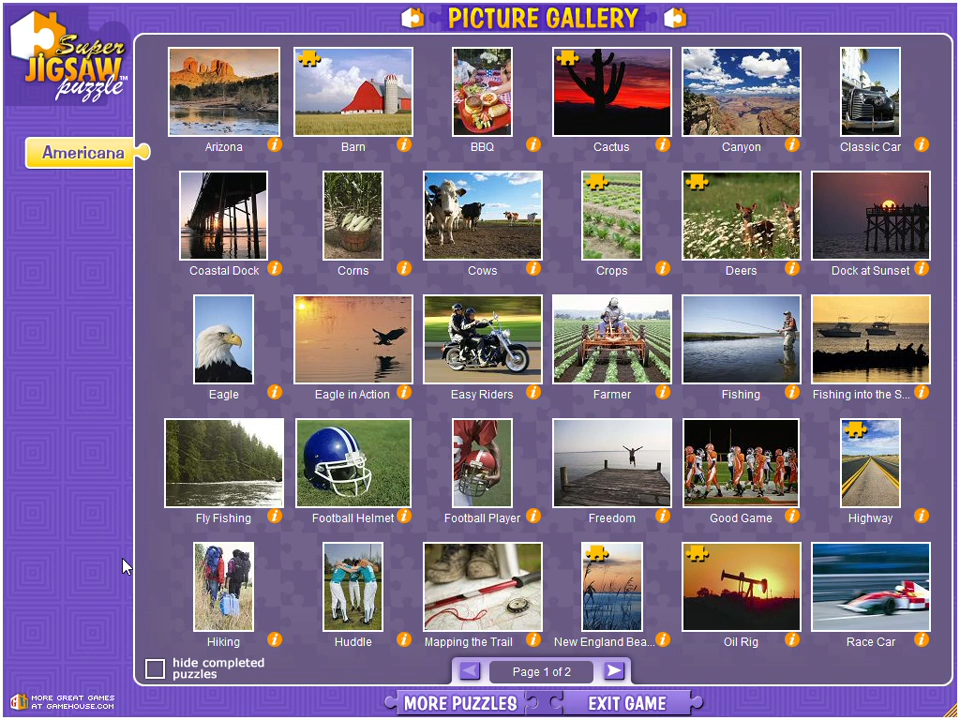 PICTURE GALLERY
Super
JIGSAW
puzzle™
Americana
Arizona
Barn
BBQ
Cactus
Canyon
Classic Car
Coastal Dock
Corns
Cows
Crops
Deers
Dock at Sunset
Eagle
Eagle in Action
Easy Riders
Farmer
Fishing
Fishing into the S...
Fly Fishing
Football Helmet
Football Player
Freedom
Good Game
Highway
Hiking
Huddle
Mapping the Trail
New England Bea...
Oil Rig
Race Car
hide completed
puzzles
Page 1 of 2
MORE GREAT GAMES
AT GAMEHOUSE.COM
MORE PUZZLES
EXIT GAME